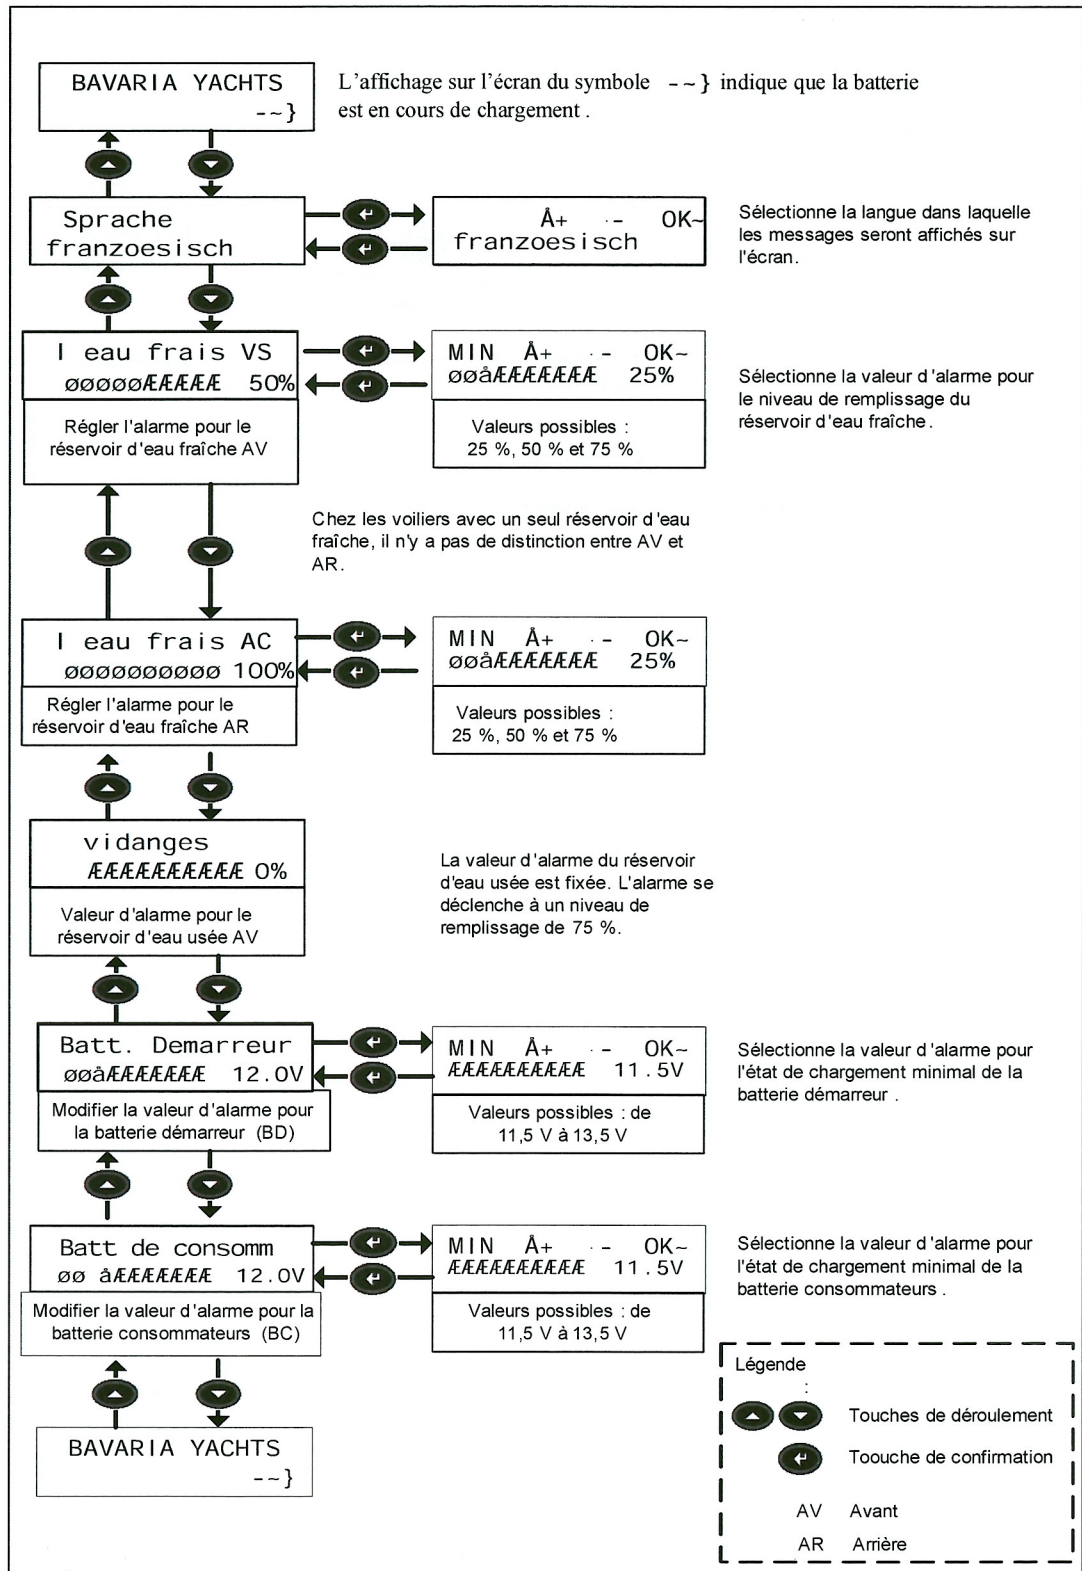 BAVARIA YACHTS
-~}
L'affichage sur l'écran du symbole -~} indique que la batterie
est en cours de chargement .
Sprache
franzoesisch
Å+ ·- OK~
franzoesisch
Sélectionne la langue dans laquelle
les messages seront affichés sur
l'écran.
l eau frais VS
øøøøøÆÆÆÆÆ 50%
Régler l'alarme pour le
réservoir d'eau fraîche AV
MIN Å+ ·- OK~
øøåÆÆÆÆÆÆÆ 25%
Valeurs possibles :
25 %, 50 % et 75 %
Sélectionne la valeur d'alarme pour
le niveau de remplissage du
réservoir d'eau fraîche.
Chez les voiliers avec un seul réservoir d'eau
fraîche, il n'y a pas de distinction entre AV et
AR.
l eau frais AC
øøøøøøøøøø 100%
Régler l'alarme pour le
réservoir d'eau fraîche AR
MIN Å+ ·- OK~
øøåÆÆÆÆÆÆÆ 25%
Valeurs possibles :
25 %, 50 % et 75 %
vidanges
ÆÆÆÆÆÆÆÆÆÆ 0%
Valeur d'alarme pour le
réservoir d'eau usée AV
La valeur d'alarme du réservoir
d'eau usée est fixée. L'alarme se
déclenche à un niveau de
remplissage de 75 %.
Batt. Demarreur
øøåÆÆÆÆÆÆÆ 12.0V
Modifier la valeur d'alarme pour
la batterie démarreur (BD)
MIN Å+ ·- OK~
ÆÆÆÆÆÆÆÆÆÆ 11.5V
Valeurs possibles : de
11,5 V à 13,5 V
Sélectionne la valeur d'alarme pour
l'état de chargement minimal de la
batterie démarreur .
Batt de consomm
øø åÆÆÆÆÆÆÆ 12.0V
Modifier la valeur d'alarme pour la
batterie consommateurs (BC)
MIN Å+ ·- OK~
ÆÆÆÆÆÆÆÆÆÆ 11.5V
Valeurs possibles : de
11,5 V à 13,5 V
Sélectionne la valeur d'alarme pour
l'état de chargement minimal de la
batterie consommateurs .
BAVARIA YACHTS
-~}
Légende
:
Touches de déroulement
Toouche de confirmation
AV Avant
AR Arrière